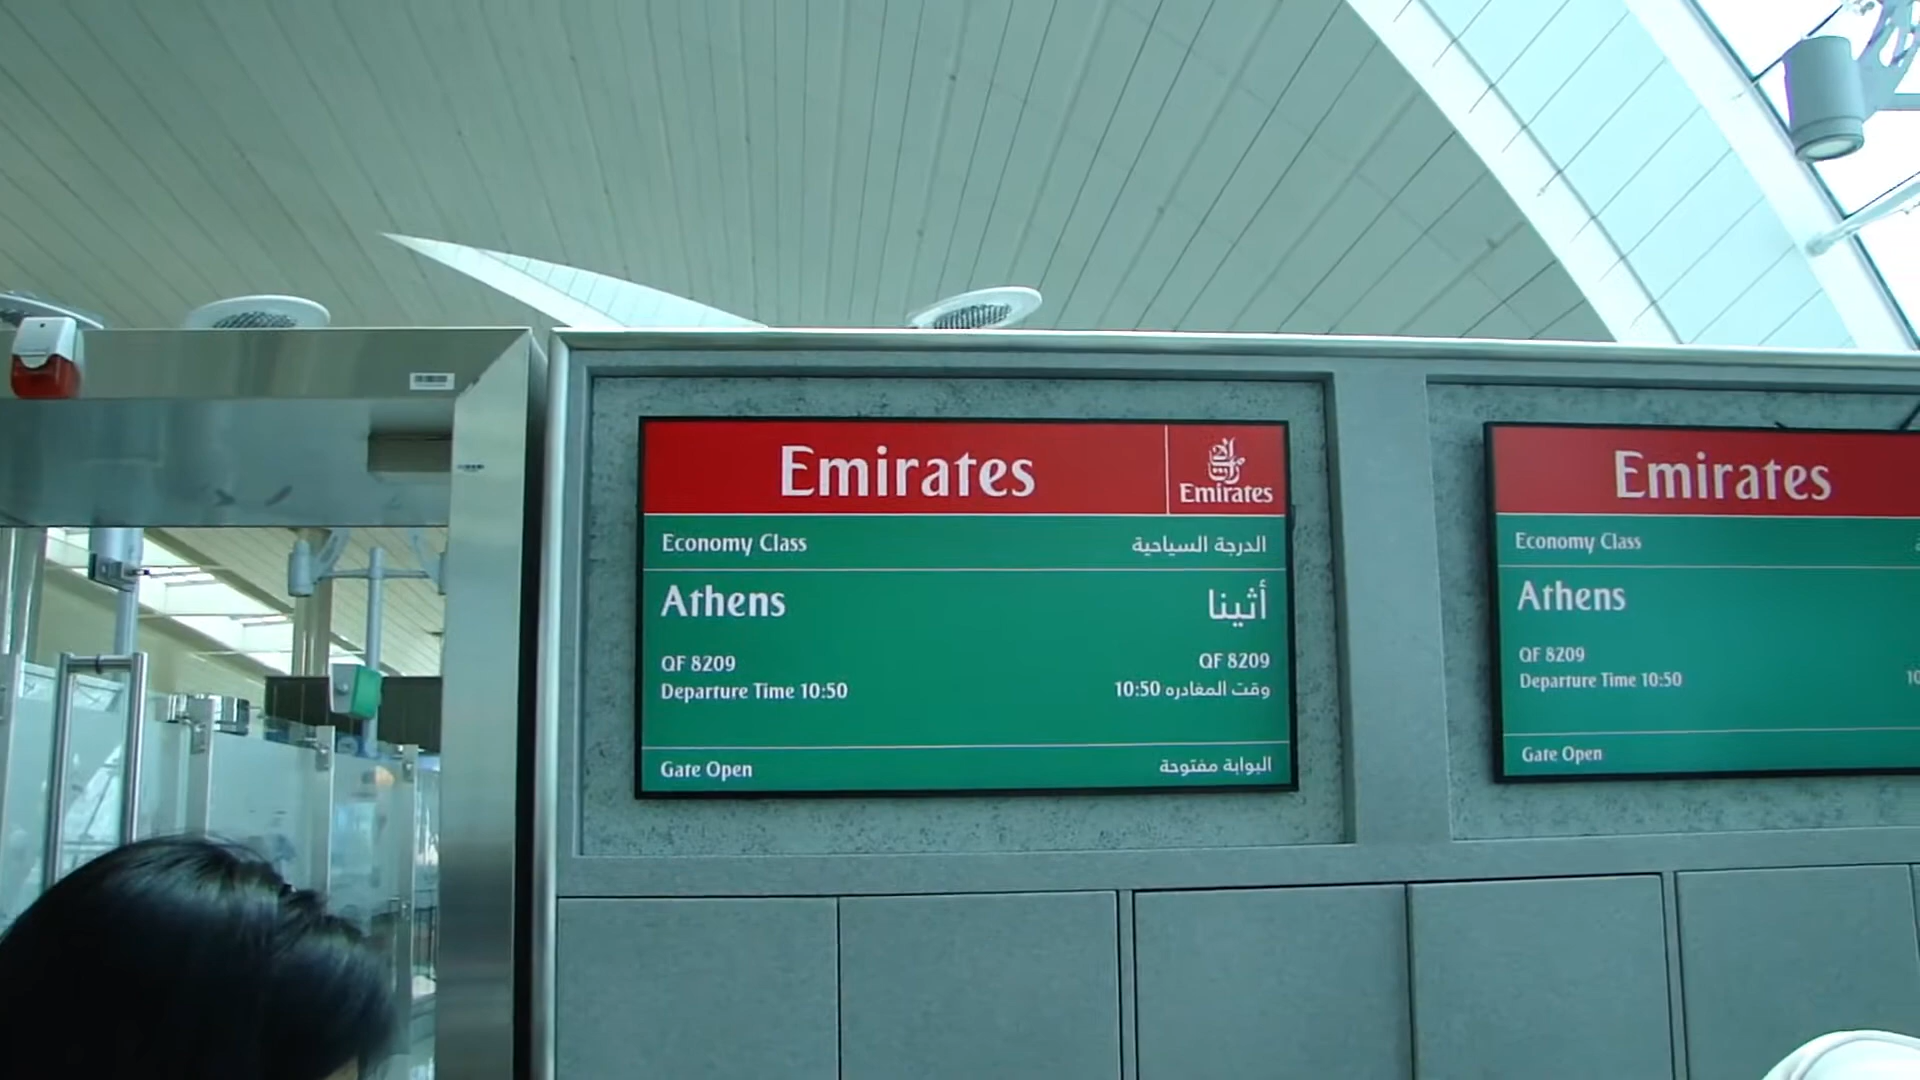 Emirates
Emirates
Economy Class الدرجة السياحية
Athens أثينا
QF 8209 QF 8209
Departure Time 10:50 وقت المغادره 10:50
Gate Open البوابة مفتوحة
Emirates
Economy Class
Athens
QF 8209
Departure Time 10:50
Gate Open